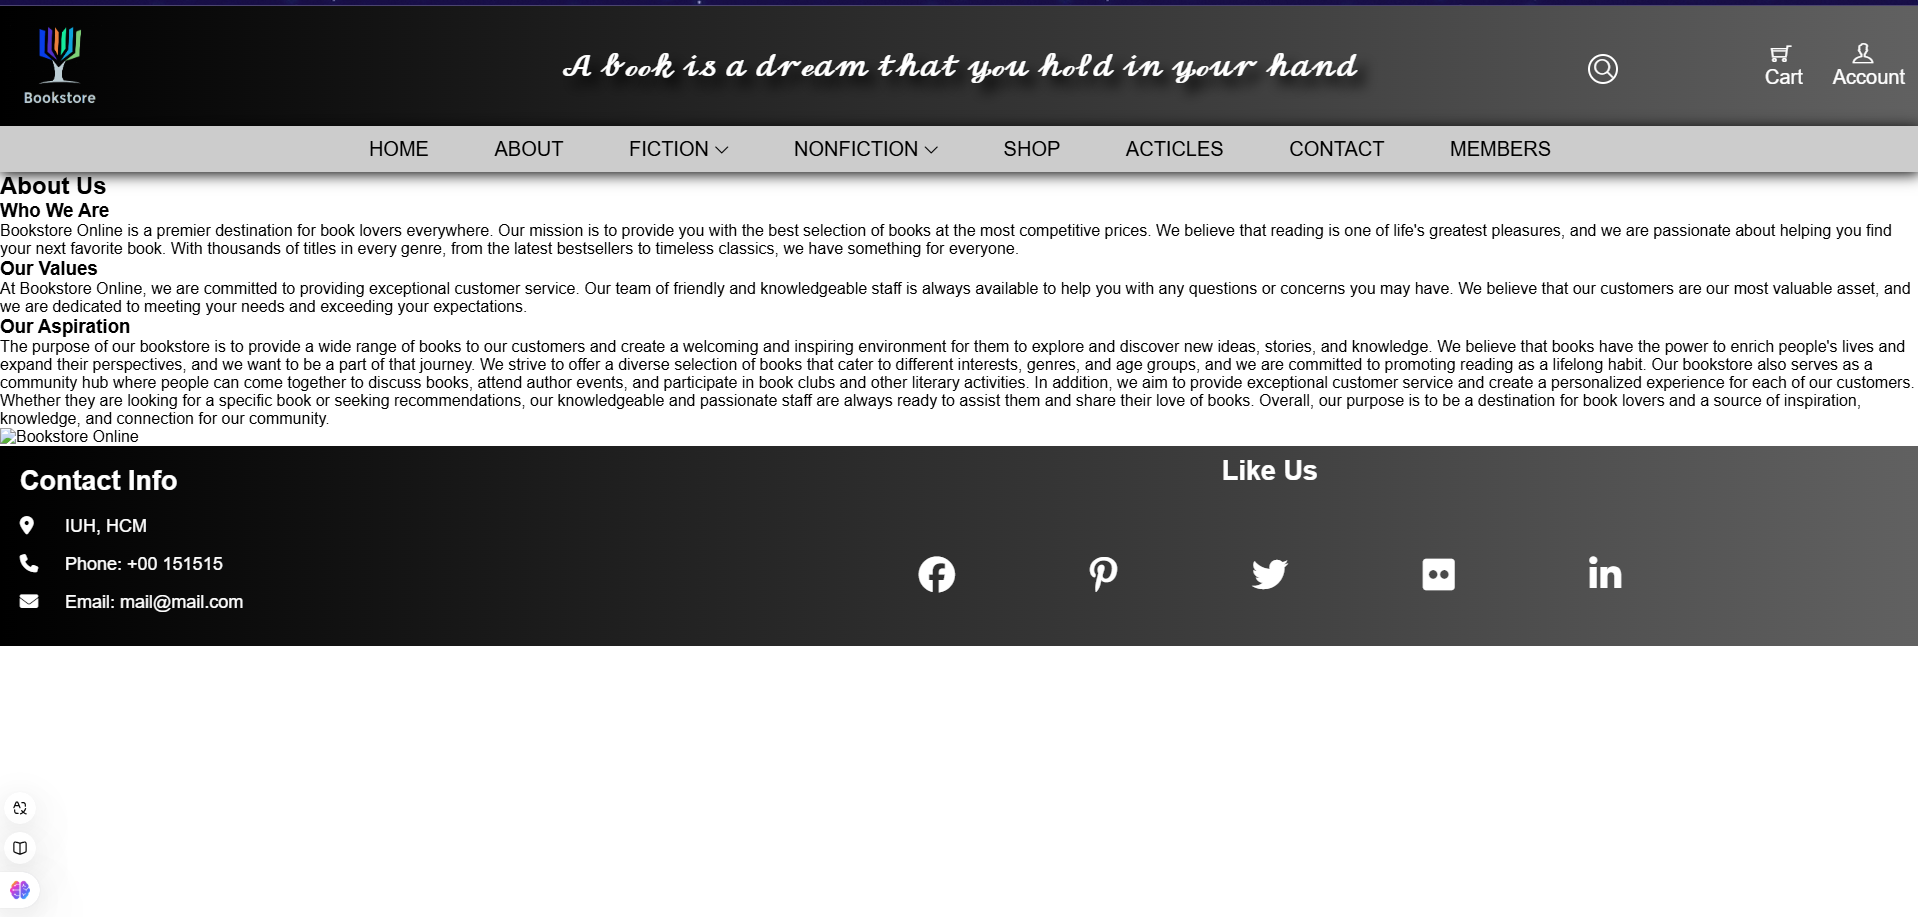 Bookstore
A book is a dream that you hold in your hand
Cart
Account
HOME ABOUT FICTION NONFICTION SHOP ACTICLES CONTACT MEMBERS
About Us
Who We Are
Bookstore Online is a premier destination for book lovers everywhere. Our mission is to provide you with the best selection of books at the most competitive prices. We believe that reading is one of life's greatest pleasures, and we are passionate about helping you find
your next favorite book. With thousands of titles in every genre, from the latest bestsellers to timeless classics, we have something for everyone.
Our Values
At Bookstore Online, we are committed to providing exceptional customer service. Our team of friendly and knowledgeable staff is always available to help you with any questions or concerns you may have. We believe that our customers are our most valuable asset, and
we are dedicated to meeting your needs and exceeding your expectations.
Our Aspiration
The purpose of our bookstore is to provide a wide range of books to our customers and create a welcoming and inspiring environment for them to explore and discover new ideas, stories, and knowledge. We believe that books have the power to enrich people's lives and
expand their perspectives, and we want to be a part of that journey. We strive to offer a diverse selection of books that cater to different interests, genres, and age groups, and we are committed to promoting reading as a lifelong habit. Our bookstore also serves as a
community hub where people can come together to discuss books, attend author events, and participate in book clubs and other literary activities. In addition, we aim to provide exceptional customer service and create a personalized experience for each of our customers.
Whether they are looking for a specific book or seeking recommendations, our knowledgeable and passionate staff are always ready to assist them and share their love of books. Overall, our purpose is to be a destination for book lovers and a source of inspiration,
knowledge, and connection for our community.
Bookstore Online
Contact Info
IUH, HCM
Phone: +00 151515
Email: mail@mail.com
Like Us